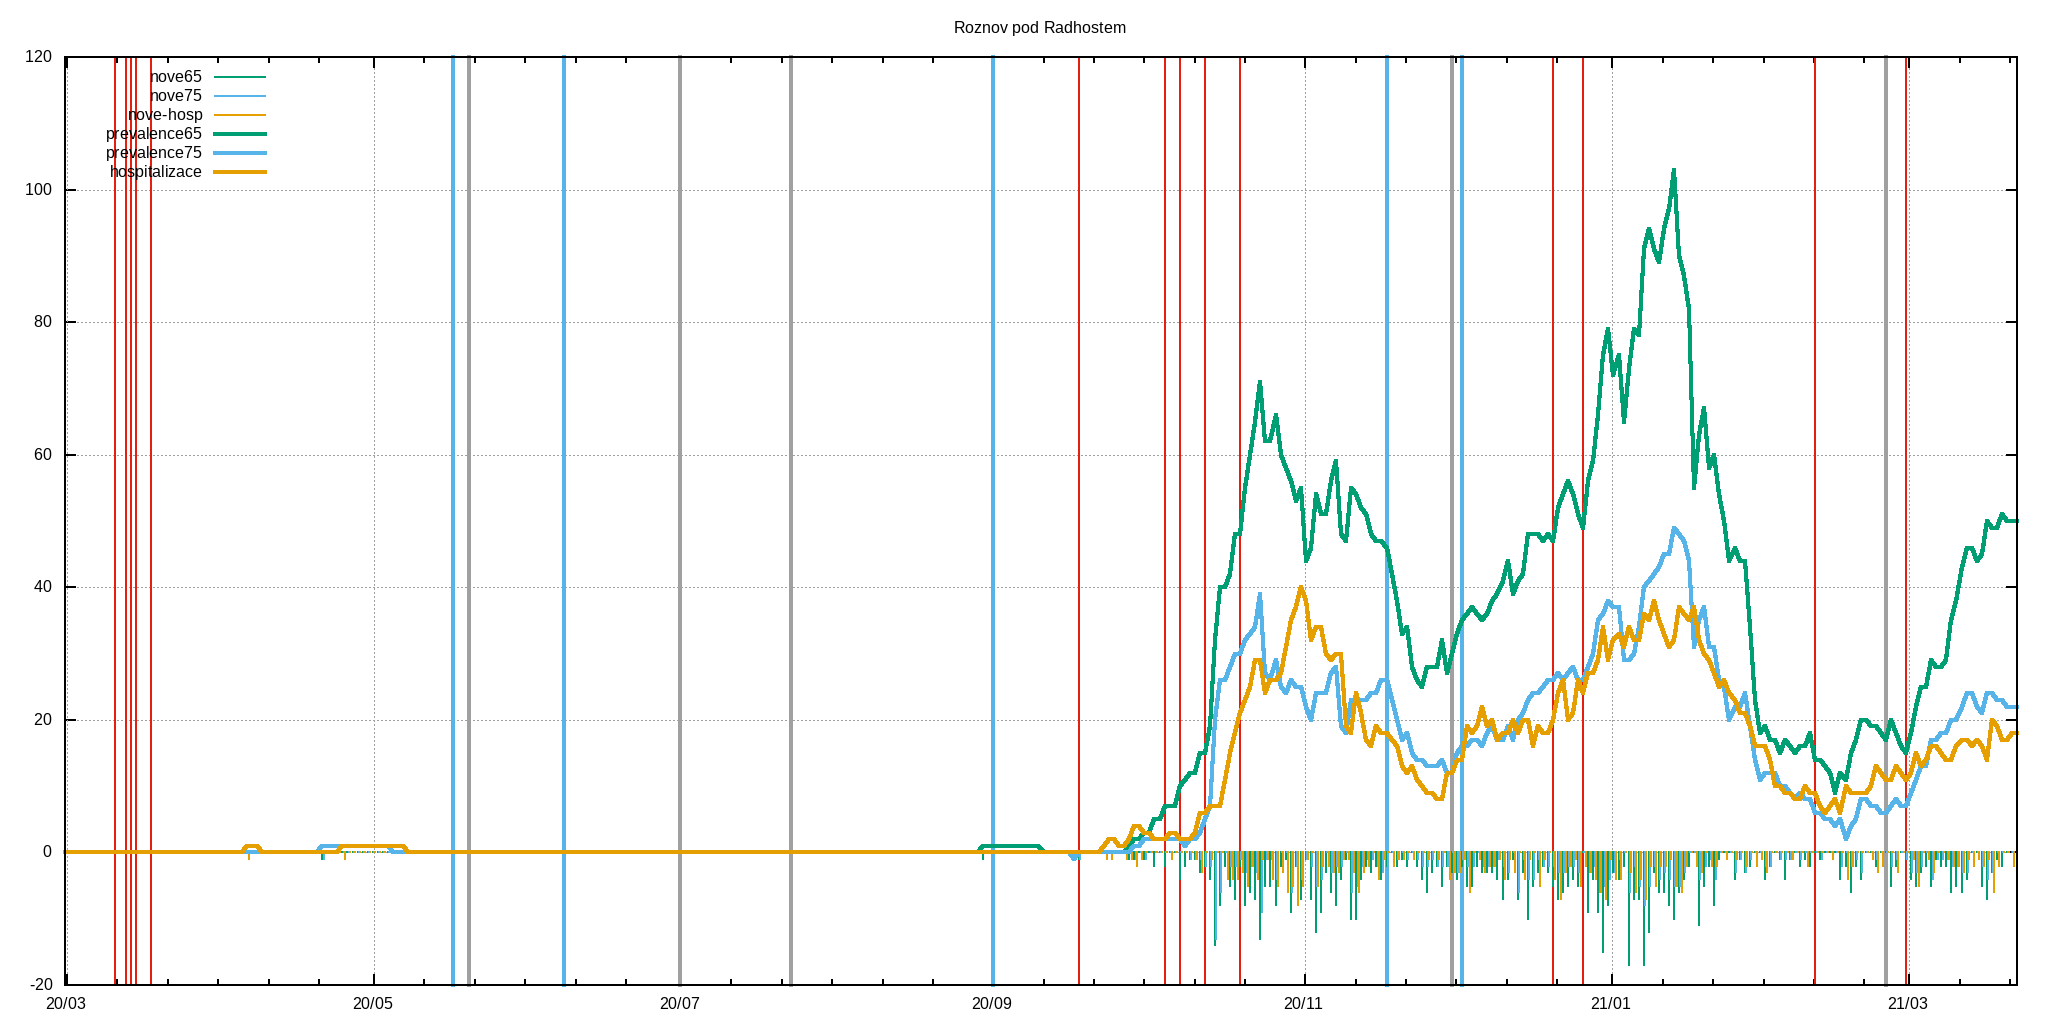 Roznov pod Radhostem
120
nove65
nove75
nove-hosp
prevalence65
prevalence75
hospitalizace
100
80
60
40
20
0
-20
20/03 20/05 20/07 20/09 20/11 21/01 21/03